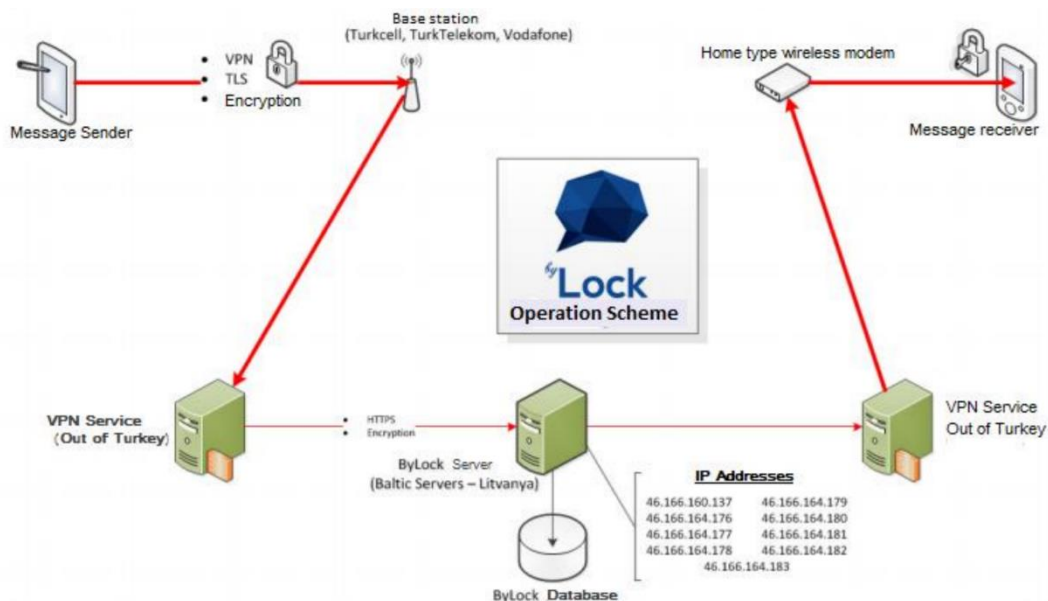 Base station
(Turkcell, TurkTelekom, Vodafone)
• VPN
• TLS
• Encryption
Message Sender
Home type wireless modem
Message receiver
by
Lock
Operation Scheme
VPN Service
(Out of Turkey)
• HTTPS
• Encryption
ByLock Server
(Baltic Servers – Litvanya)
VPN Service
Out of Turkey
IP Addresses
46.166.160.137 46.166.164.179
46.166.164.176 46.166.164.180
46.166.164.177 46.166.164.181
46.166.164.178 46.166.164.182
46.166.164.183
ByLock Database